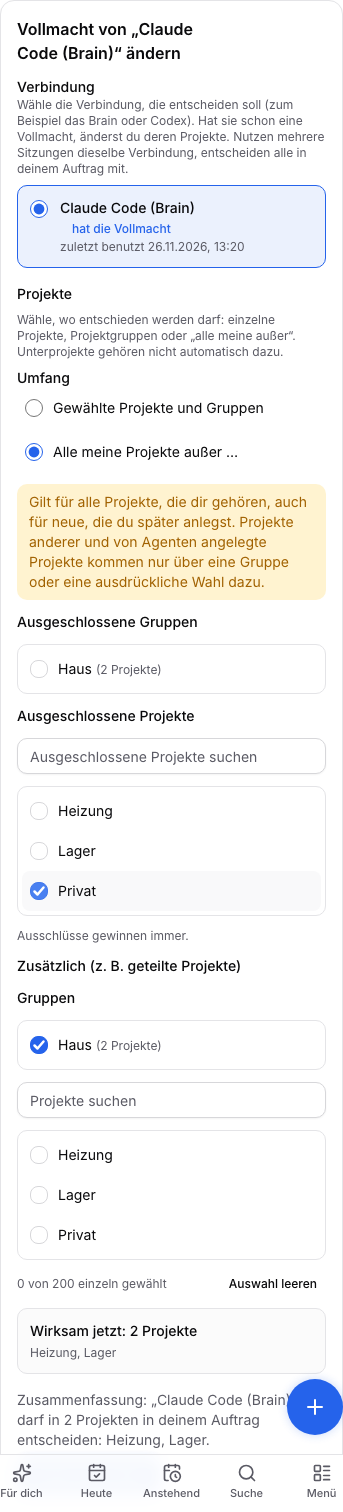 Vollmacht von „Claude
Code (Brain)“ ändern
Verbindung
Wähle die Verbindung, die entscheiden soll (zum
Beispiel das Brain oder Codex). Hat sie schon eine
Vollmacht, änderst du deren Projekte. Nutzen mehrere
Sitzungen dieselbe Verbindung, entscheiden alle in
deinem Auftrag mit.
Claude Code (Brain)
hat die Vollmacht
zuletzt benutzt 26.11.2026, 13:20
Projekte
Wähle, wo entschieden werden darf: einzelne
Projekte, Projektgruppen oder „alle meine außer“.
Unterprojekte gehören nicht automatisch dazu.
Umfang
Gewählte Projekte und Gruppen
Alle meine Projekte außer ...
Gilt für alle Projekte, die dir gehören, auch
für neue, die du später anlegst. Projekte
anderer und von Agenten angelegte
Projekte kommen nur über eine Gruppe
oder eine ausdrückliche Wahl dazu.
Ausgeschlossene Gruppen
Haus (2 Projekte)
Ausgeschlossene Projekte
Ausgeschlossene Projekte suchen
Heizung
Lager
Privat
Ausschlüsse gewinnen immer.
Zusätzlich (z. B. geteilte Projekte)
Gruppen
Haus (2 Projekte)
Projekte suchen
Heizung
Lager
Privat
0 von 200 einzeln gewählt Auswahl leeren
Wirksam jetzt: 2 Projekte
Heizung, Lager
Zusammenfassung: „Claude Code (Brain)
darf in 2 Projekten in deinem Auftrag
entscheiden: Heizung, Lager.
Für dich Heute Anstehend Suche Menü